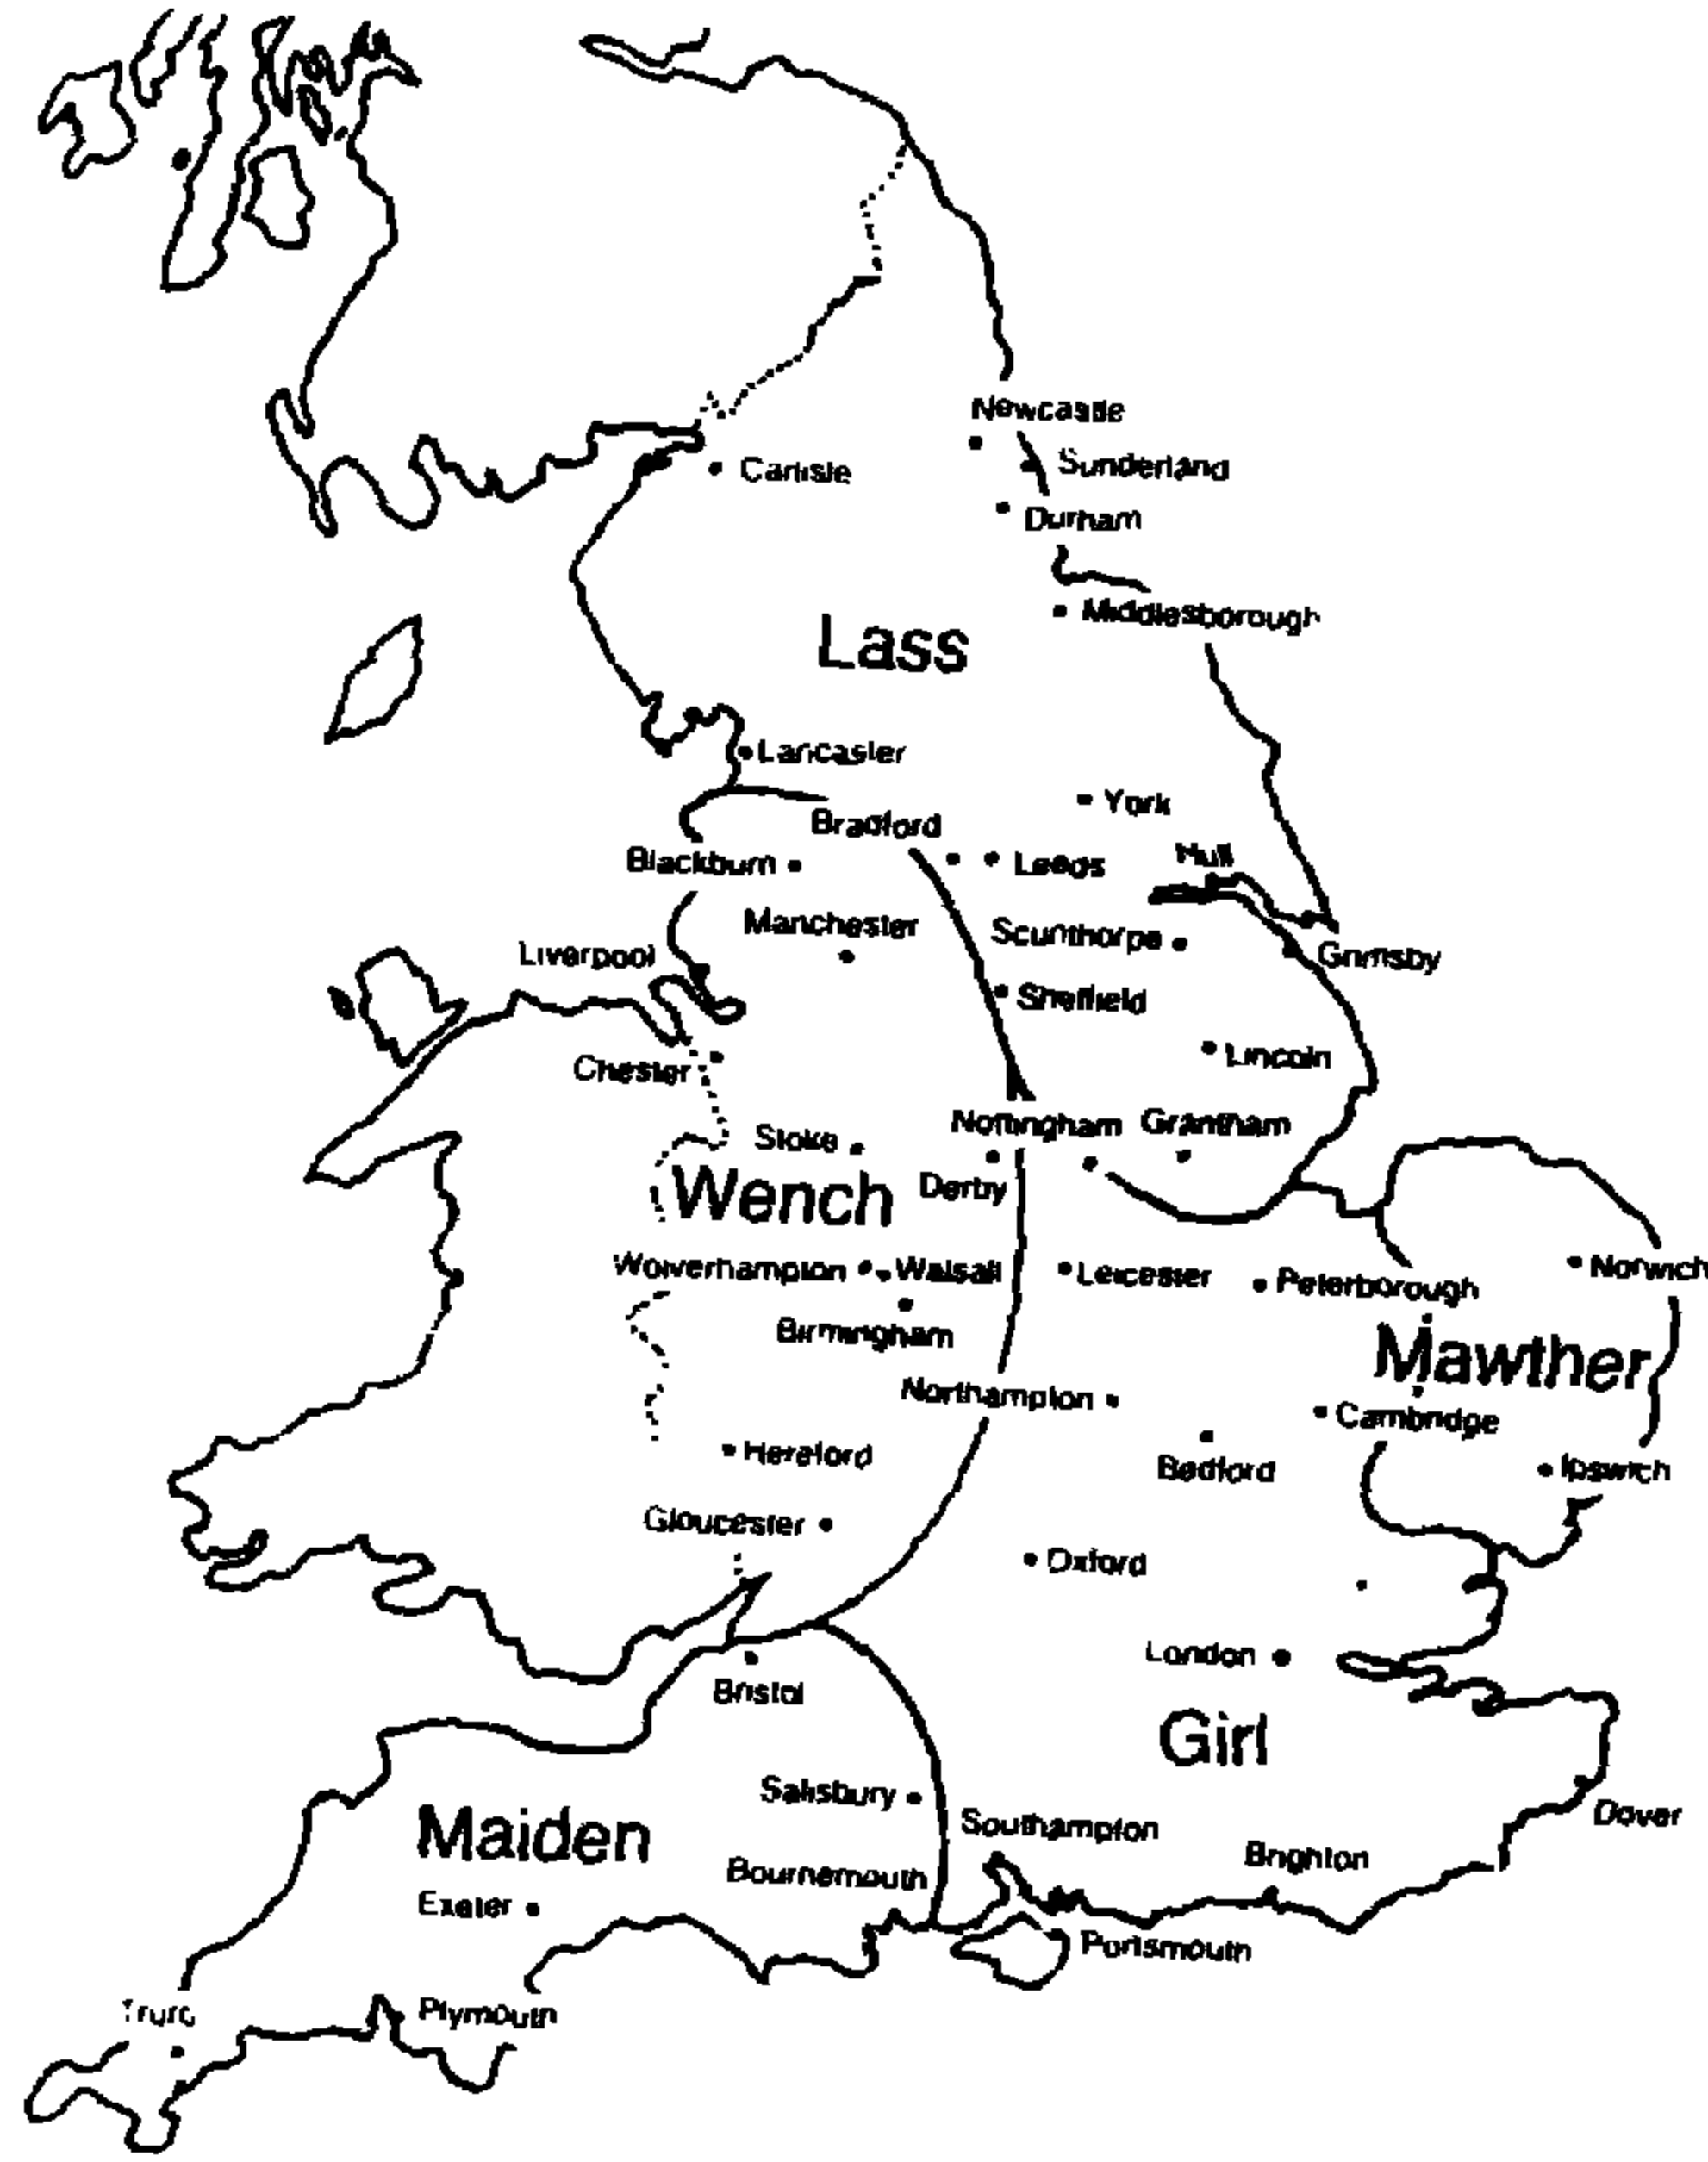 Newcastle
Carlisle
Sunderland
Durham
Middlesborough
Lass
Lancaster
York
Bradford
Blackburn
Leeds
Hull
Manchester
Scunthorpe
Liverpool
Grimsby
Sheffield
Lincoln
Chester
Nottingham
Grantham
Stoke
Derby
Wench
Wolverhampton
Walsall
Leicester
Peterborough
Norwich
Birmingham
Mawther
Northampton
Cambridge
Hereford
Bedford
Ipswich
Gloucester
Oxford
London
Bristol
Girl
Salisbury
Southampton
Dover
Maiden
Bournemouth
Brighton
Exeter
Portsmouth
Truro
Plymouth